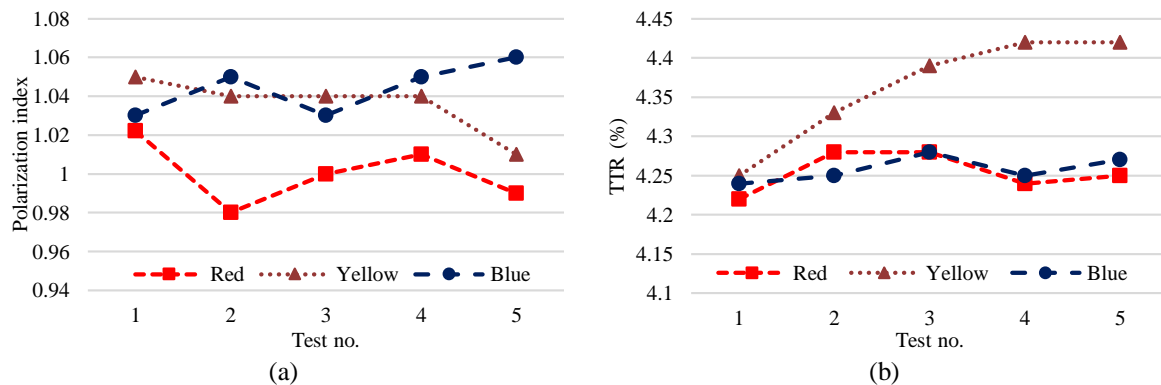 Polarization index
1.08
1.06
1.04
1.02
1
0.98
0.96
0.94
Red Yellow Blue
1 2 3 4 5
Test no.
(a)
TTR (%)
4.45
4.4
4.35
4.3
4.25
4.2
4.15
4.1
Red Yellow Blue
1 2 3 4 5
Test no.
(b)